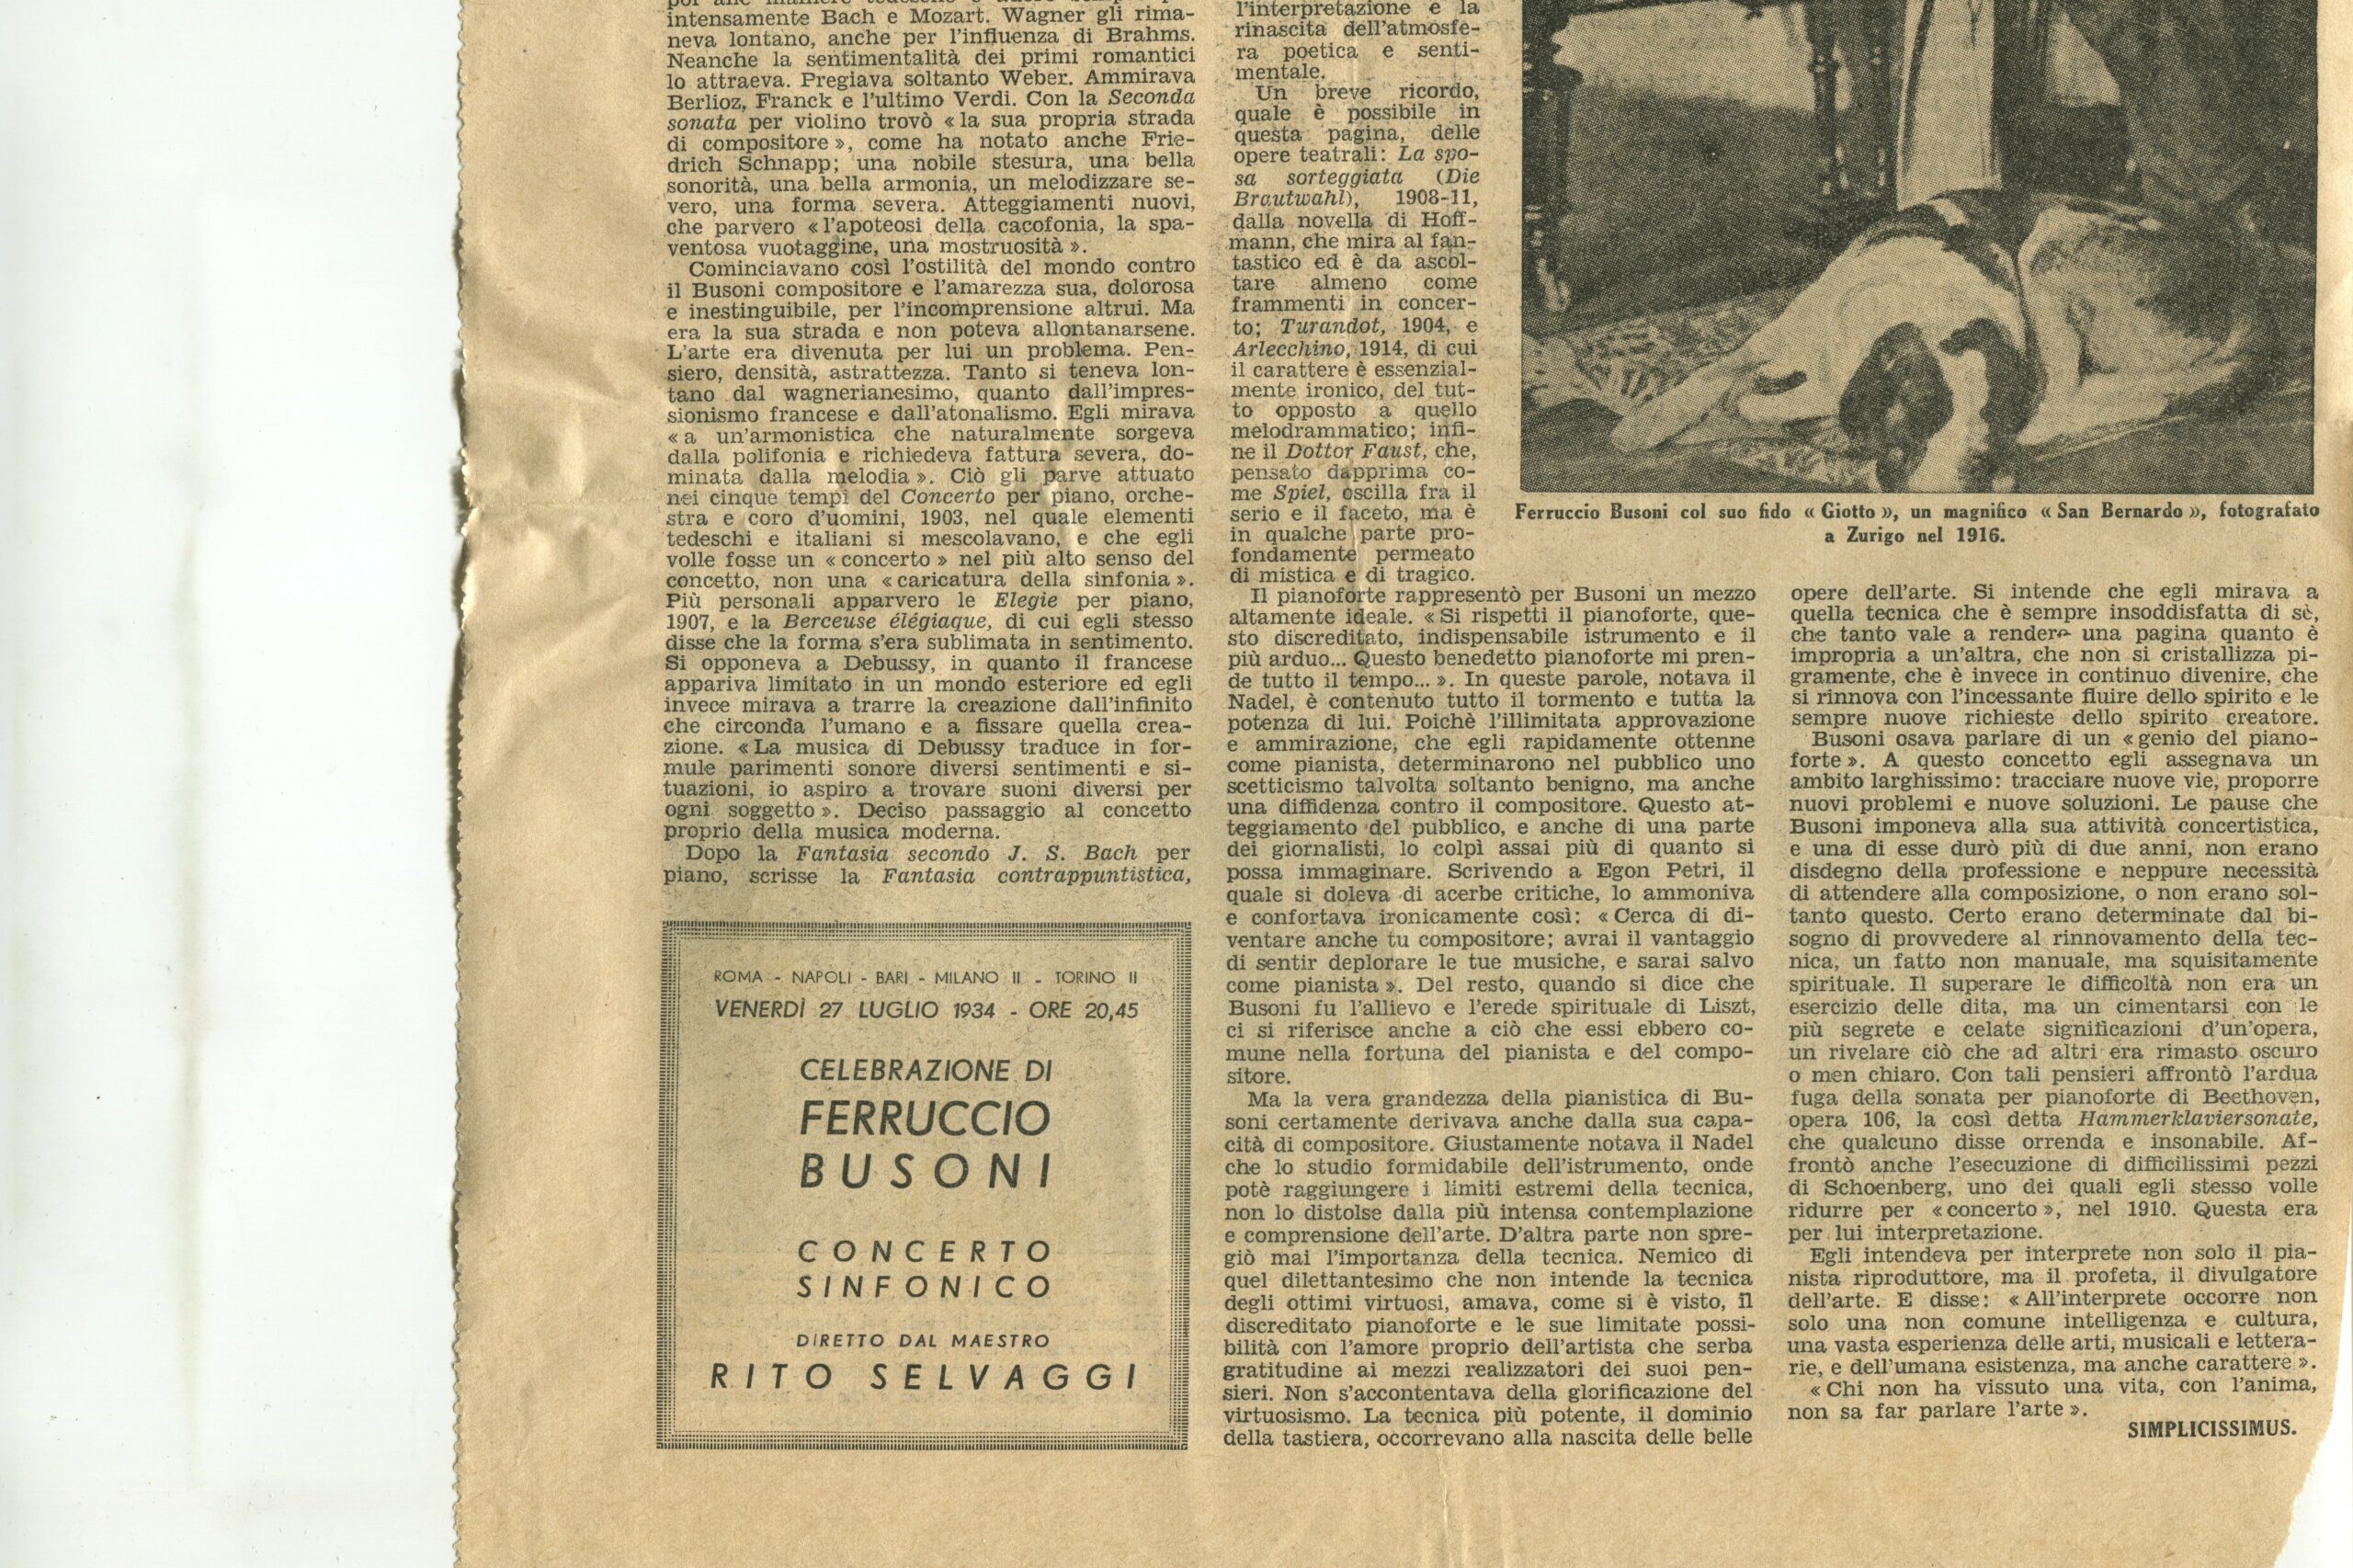 intensamente Bach e Mozart. Wagner gli rima-
neva lontano, anche per l'influenza di Brahms.
Neanche la sentimentalità dei primi romantici
lo attraeva. Pregiava soltanto Weber. Ammirava
Berlioz, Franck e l'ultimo Verdi. Con la Seconda
sonata per violino trovò « la sua propria strada
di compositore », come ha notato anche Frie-
drich Schnapp; una nobile stesura, una bella
sonorità, una bella armonia, un melodizzare se-
vero, una forma severa. Atteggiamenti nuovi,
che parvero « l'apoteosi della cacofonia, la spa-
ventosa vuotaggine, una mostruosità ».
Cominciavano così l'ostilità del mondo contro
il Busoni compositore e l'amarezza sua, dolorosa
e inestinguibile, per l'incomprensione altrui. Ma
era la sua strada e non poteva allontanarsene.
L'arte era divenuta per lui un problema. Pen-
siero, densità, astrattezza. Tanto si teneva lon-
tano dal wagnerianesimo, quanto dall'impres-
sionismo francese e dall'atonalismo. Egli mirava
« a un'armonistica che naturalmente sorgeva
dalla polifonia e richiedeva fattura severa, do-
minata dalla melodia ». Ciò gli parve attuato
nei cinque tempi del Concerto per piano, orche-
stra e coro d'uomini, 1903, nel quale elementi
tedeschi e italiani si mescolavano, e che egli
volle fosse un « concerto » nel più alto senso del
concetto, non una « caricatura della sinfonia ».
Più personali apparvero le Elegie per piano,
1907, e la Berceuse élégiaque, di cui egli stesso
disse che la forma s'era sublimata in sentimento.
Si opponeva a Debussy, in quanto il francese
appariva limitato in un mondo esteriore ed egli
invece mirava a trarre la creazione dall'infinito
che circonda l'umano e a fissare quella crea-
zione. « La musica di Debussy traduce in for-
mule parimenti sonore diversi sentimenti e si-
tuazioni, io aspiro a trovare suoni diversi per
ogni soggetto ». Deciso passaggio al concetto
proprio della musica moderna.
Dopo la Fantasia secondo J. S. Bach per
piano, scrisse la Fantasia contrappuntistica,
ROMA - NAPOLI - BARI - MILANO II - TORINO II
VENERDÌ 27 LUGLIO 1934 - ORE 20,45
CELEBRAZIONE DI
FERRUCCIO
BUSONI
CONCERTO
SINFONICO
DIRETTO DAL MAESTRO
RITO SELVAGGI
l'interpretazione e la
rinascita dell'atmosfe-
ra poetica e senti-
mentale.
Un breve ricordo,
quale è possibile in
questa pagina, delle
opere teatrali: La spo-
sa sorteggiata (Die
Brautwahl), 1908-11,
dalla novella di Hoff-
mann, che mira al fan-
tastico ed è da ascol-
tare almeno come
frammenti in concer-
to; Turandot, 1904, e
Arlecchino, 1914, di cui
il carattere è essenzial-
mente ironico, del tut-
to opposto a quello
melodrammatico; infi-
ne il Dottor Faust, che,
pensato dapprima co-
me Spiel, oscilla fra il
serio e il faceto, ma è
in qualche parte pro-
fondamente permeato
di mistica e di tragico.
Il pianoforte rappresentò per Busoni un mezzo
altamente ideale. « Si rispetti il pianoforte, que-
sto discreditato, indispensabile istrumento e il
più arduo... Questo benedetto pianoforte mi pren-
de tutto il tempo... ». In queste parole, notava il
Nadel, è contenuto tutto il tormento e tutta la
potenza di lui. Poichè l'illimitata approvazione
e ammirazione, che egli rapidamente ottenne
come pianista, determinarono nel pubblico uno
scetticismo talvolta soltanto benigno, ma anche
una diffidenza contro il compositore. Questo at-
teggiamento del pubblico, e anche di una parte
dei giornalisti, lo colpì assai più di quanto si
possa immaginare. Scrivendo a Egon Petri, il
quale si doleva di acerbe critiche, lo ammoniva
e confortava ironicamente così: « Cerca di di-
ventare anche tu compositore; avrai il vantaggio
di sentir deplorare le tue musiche, e sarai salvo
come pianista ». Del resto, quando si dice che
Busoni fu l'allievo e l'erede spirituale di Liszt,
ci si riferisce anche a ciò che essi ebbero co-
mune nella fortuna del pianista e del compo-
sitore.
Ma la vera grandezza della pianistica di Bu-
soni certamente derivava anche dalla sua capa-
cità di compositore. Giustamente notava il Nadel
che lo studio formidabile dell'istrumento, onde
potè raggiungere i limiti estremi della tecnica,
non lo distolse dalla più intensa contemplazione
e comprensione dell'arte. D'altra parte non spre-
giò mai l'importanza della tecnica. Nemico di
quel dilettantesimo che non intende la tecnica
degli ottimi virtuosi, amava, come si è visto, il
discreditato pianoforte e le sue limitate possi-
bilità con l'amore proprio dell'artista che serba
gratitudine ai mezzi realizzatori dei suoi pen-
sieri. Non s'accontentava della glorificazione del
virtuosismo. La tecnica più potente, il dominio
della tastiera, occorrevano alla nascita delle belle
Ferruccio Busoni col suo fido « Giotto », un magnifico « San Bernardo », fotografato
a Zurigo nel 1916.
opere dell'arte. Si intende che egli mirava a
quella tecnica che è sempre insoddisfatta di sè,
che tanto vale a rendere una pagina quanto è
impropria a un'altra, che non si cristallizza pi-
gramente, che è invece in continuo divenire, che
si rinnova con l'incessante fluire dello spirito e le
sempre nuove richieste dello spirito creatore.
Busoni osava parlare di un « genio del piano-
forte ». A questo concetto egli assegnava un
ambito larghissimo: tracciare nuove vie, proporre
nuovi problemi e nuove soluzioni. Le pause che
Busoni imponeva alla sua attività concertistica,
e una di esse durò più di due anni, non erano
disdegno della professione e neppure necessità
di attendere alla composizione, o non erano sol-
tanto questo. Certo erano determinate dal bi-
sogno di provvedere al rinnovamento della tec-
nica, un fatto non manuale, ma squisitamente
spirituale. Il superare le difficoltà non era un
esercizio delle dita, ma un cimentarsi con le
più segrete e celate significazioni d'un'opera,
un rivelare ciò che ad altri era rimasto oscuro
o men chiaro. Con tali pensieri affrontò l'ardua
fuga della sonata per pianoforte di Beethoven,
opera 106, la così detta Hammerklaviersonate,
che qualcuno disse orrenda e insonabile. Af-
frontò anche l'esecuzione di difficilissimi pezzi
di Schoenberg, uno dei quali egli stesso volle
ridurre per « concerto », nel 1910. Questa era
per lui interpretazione.
Egli intendeva per interprete non solo il pia-
nista riproduttore, ma il profeta, il divulgatore
dell'arte. E disse: « All'interprete occorre non
solo una non comune intelligenza e cultura,
una vasta esperienza delle arti, musicali e lettera-
rie, e dell'umana esistenza, ma anche carattere ».
« Chi non ha vissuto una vita, con l'anima,
non sa far parlare l'arte ».
SIMPLICISSIMUS.